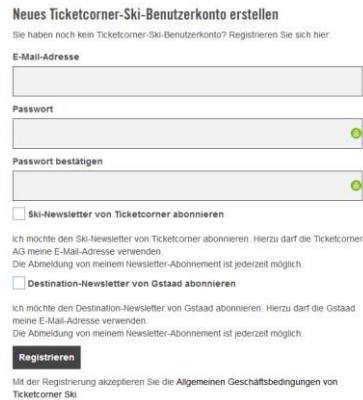 Neues Ticketcorner-Ski-Benutzerkonto erstellen
Sie haben noch kein Ticketcorner-Ski-Benutzerkonto? Registrieren Sie sich hier:
E-Mail-Adresse
Passwort
Passwort bestätigen
Ski-Newsletter von Ticketcorner abonnieren
Ich möchte den Ski-Newsletter von Ticketcorner abonnieren. Hierzu darf die Ticketcorner
AG meine E-Mail-Adresse verwenden.
Die Abmeldung von meinem Newsletter-Abonnement ist jederzeit möglich.
Destination-Newsletter von Gstaad abonnieren
Ich möchte den Destination-Newsletter von Gstaad abonnieren. Hierzu darf die Gstaad
meine E-Mail-Adresse verwenden.
Die Abmeldung von meinem Newsletter-Abonnement ist jederzeit möglich.
Registrieren
Mit der Registrierung akzeptieren Sie die Allgemeinen Geschäftsbedingungen von
Ticketcorner Ski.